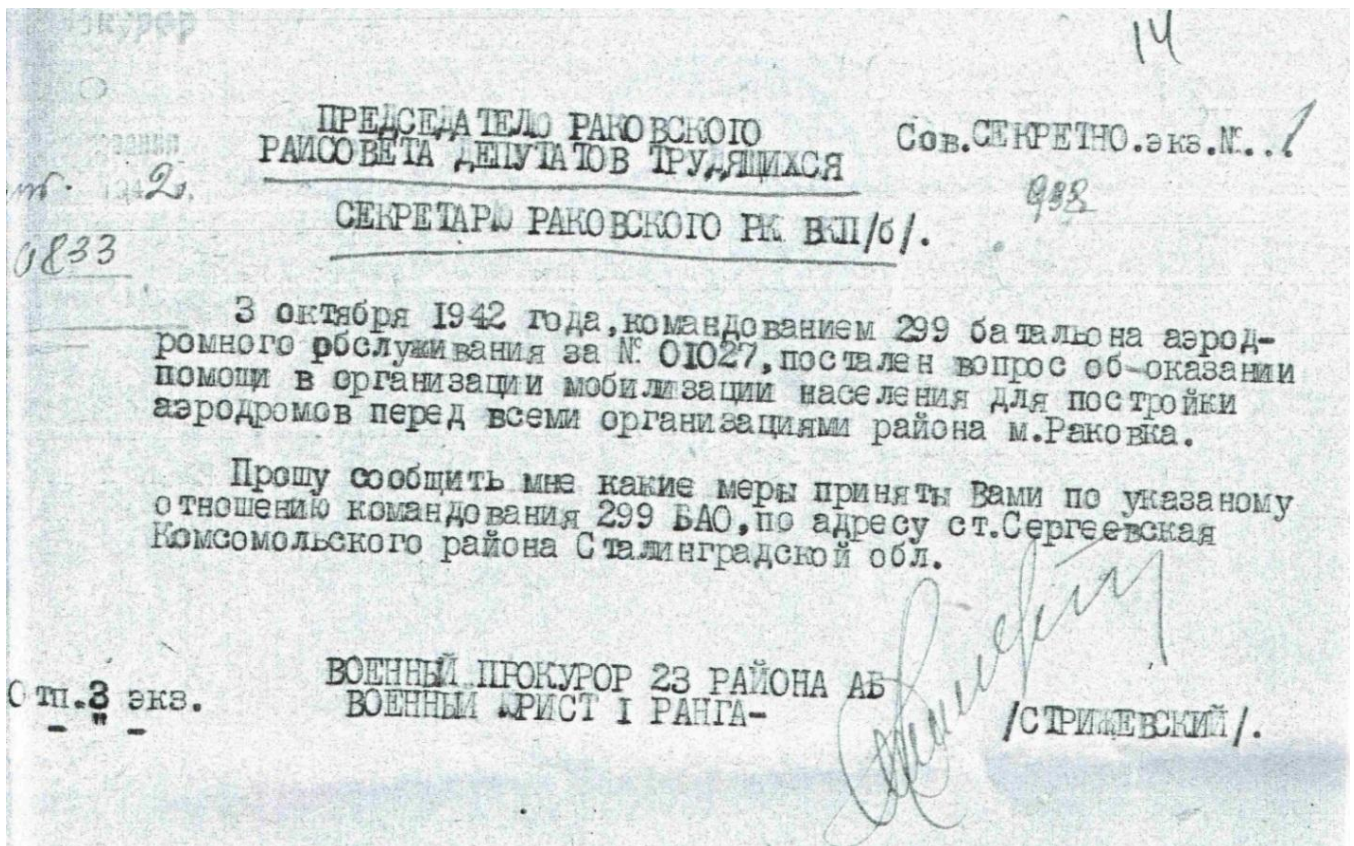 14
ПРЕДСЕДАТЕЛЮ РАКОВСКОГО
РАЙСОВЕТА ДЕПУТАТОВ ТРУДЯЩИХСЯ
Сов.СЕКРЕТНО.экз.№..1
933
СЕКРЕТАРЮ РАКОВСКОГО РК ВКП/б/.
194 2.
0833
3 октября 1942 года,командованием 299 батальона аэрод-
ромного обслуживания за № 01027,постален вопрос об-оказании
помощи в организации мобилизации населения для постройки
аэродромов перед всеми организациями района м.Раковка.
Прошу сообщить мне какие меры приняты Вами по указаному
отношению командования 299 БАО,по адресу ст.Сергеевская
Комсомольского района Сталинградской обл.
ВОЕННЫЙ ПРОКУРОР 23 РАЙОНА АБ
Отп.3 экз.
ВОЕННЫЙ ЮРИСТ I РАНГА-
/СТРИЖЕВСКИЙ/.
- " -